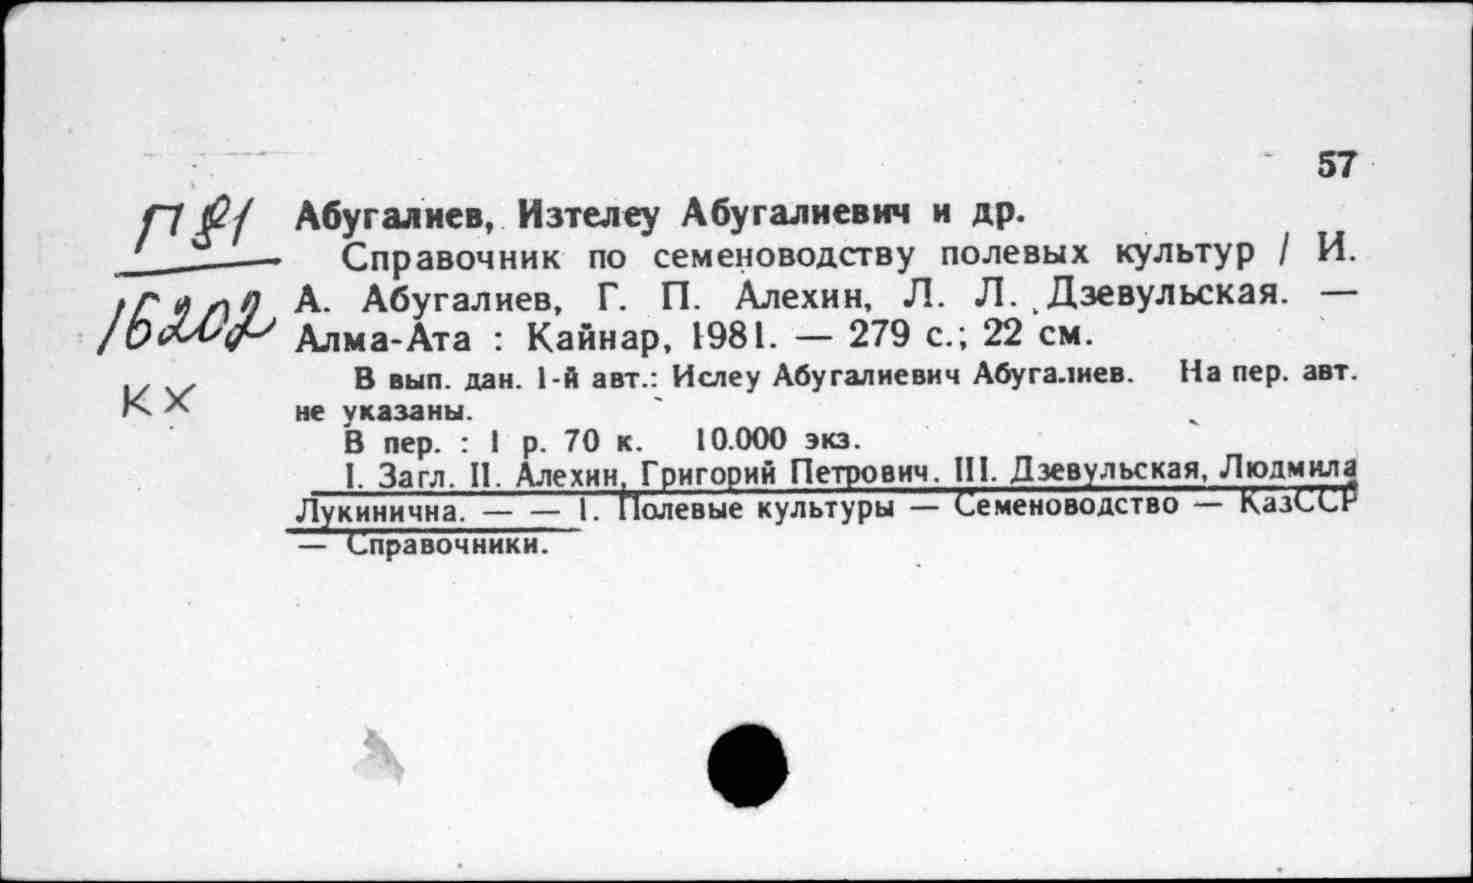 57
П81
16202
КХ
Абугалиев, Изтелеу Абугалиевич и др.
Справочник по семеноводству полевых культур / И.
А. Абугалиев, Г. П. Алехин, Л. Л. Дзевульская. —
Алма-Ата : Кайнар, 1981. — 279 с.; 22 см.
В вып. дан. 1-й авт.: Ислеу Абугалиевич Абугалиев. На пер. авт.
не указаны.
В пер. : 1 р. 70 к. 10.000 экз.
I. Загл. II. Алехин, Григорий Петрович. III. Дзевульская, Людмила
Лукинична. — — 1. Полевые культуры — Семеноводство — КазССР
— Справочники.